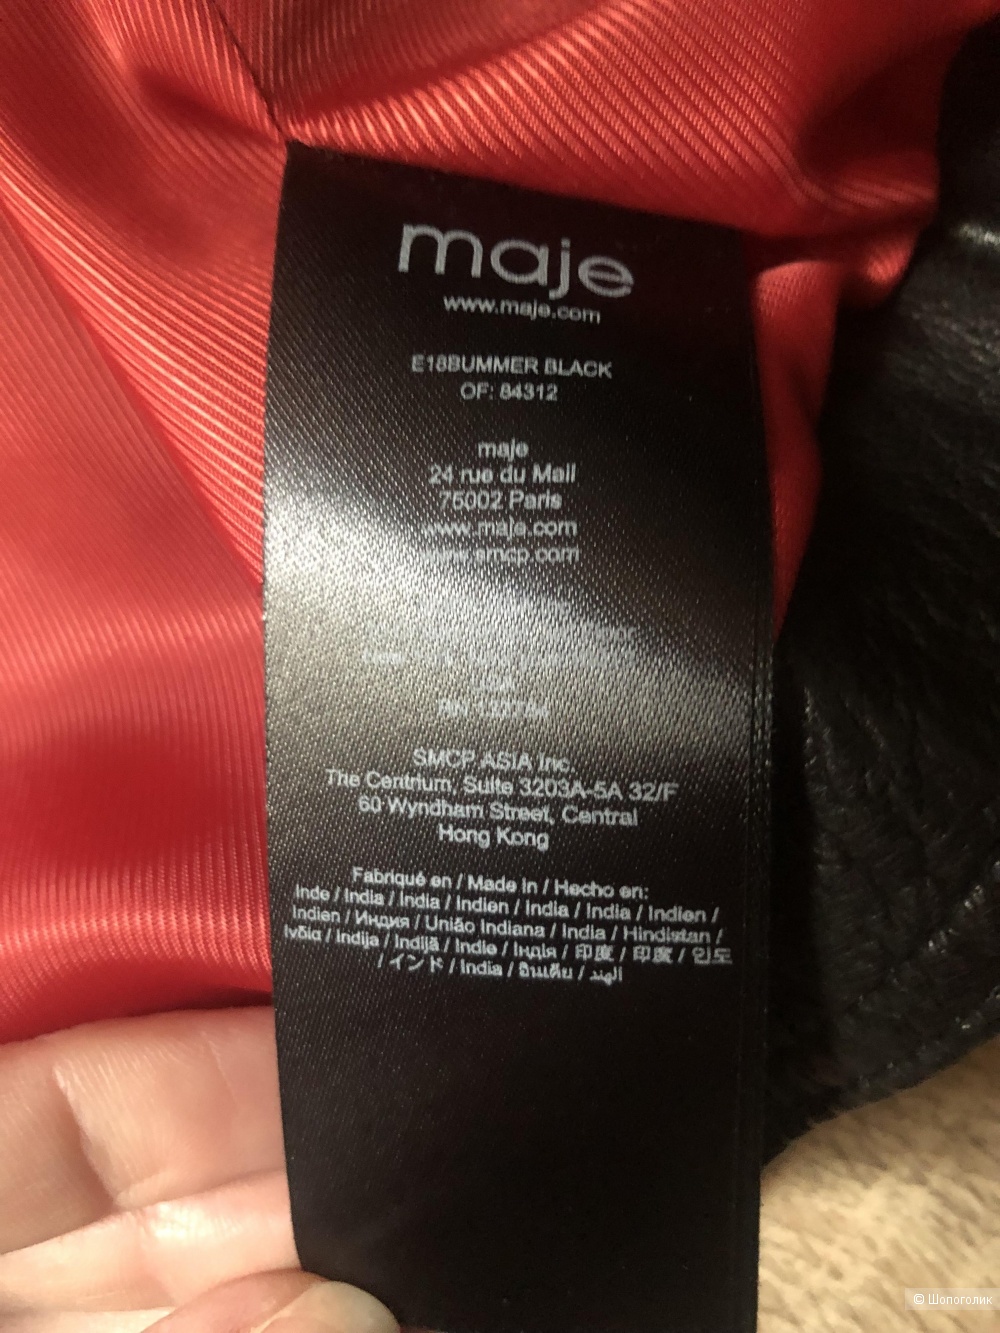 maje
www.maje.com
E18BUMMER BLACK
OF: 84312
maje
24 rue du Mail
75002 Paris
www.maje.com
www.smcp.com
SMCP ASIA Inc.
The Centrium, Suite 3203A-5A 32/F
60 Wyndham Street, Central
Hong Kong
Fabriqué en / Made in / Hecho en:
Inde / India / India / Indien / India / India / Indien /
Indien / Индия / União Indiana / India / Hindistan /
Ινδία / Indija / Indijā / Indie / Індія / 印度 / 印度 / 인도
/ インド / India / อินเดีย / الهند
© Шопоголик